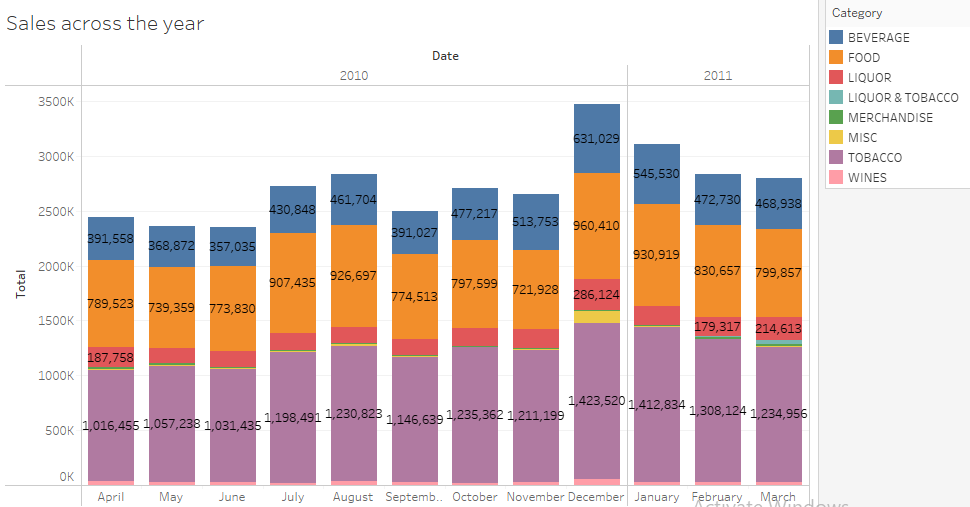 Sales across the year
Category
BEVERAGE
FOOD
LIQUOR
LIQUOR & TOBACCO
MERCHANDISE
MISC
TOBACCO
WINES
Date
2010 2011
Total
3500K
3000K
2500K
2000K
1500K
1000K
500K
0K
391,558 368,872 357,035 430,848 461,704 391,027 477,217 513,753 631,029 545,530 472,730 468,938
789,523 739,359 773,830 907,435 926,697 774,513 797,599 721,928 960,410 930,919 830,657 799,857
187,758 286,124 179,317 214,613
1,016,455 1,057,238 1,031,435 1,198,491 1,230,823 1,146,639 1,235,362 1,211,199 1,423,520 1,412,834 1,308,124 1,234,956
April May June July August Septemb.. October November December January February March
Activate Windows